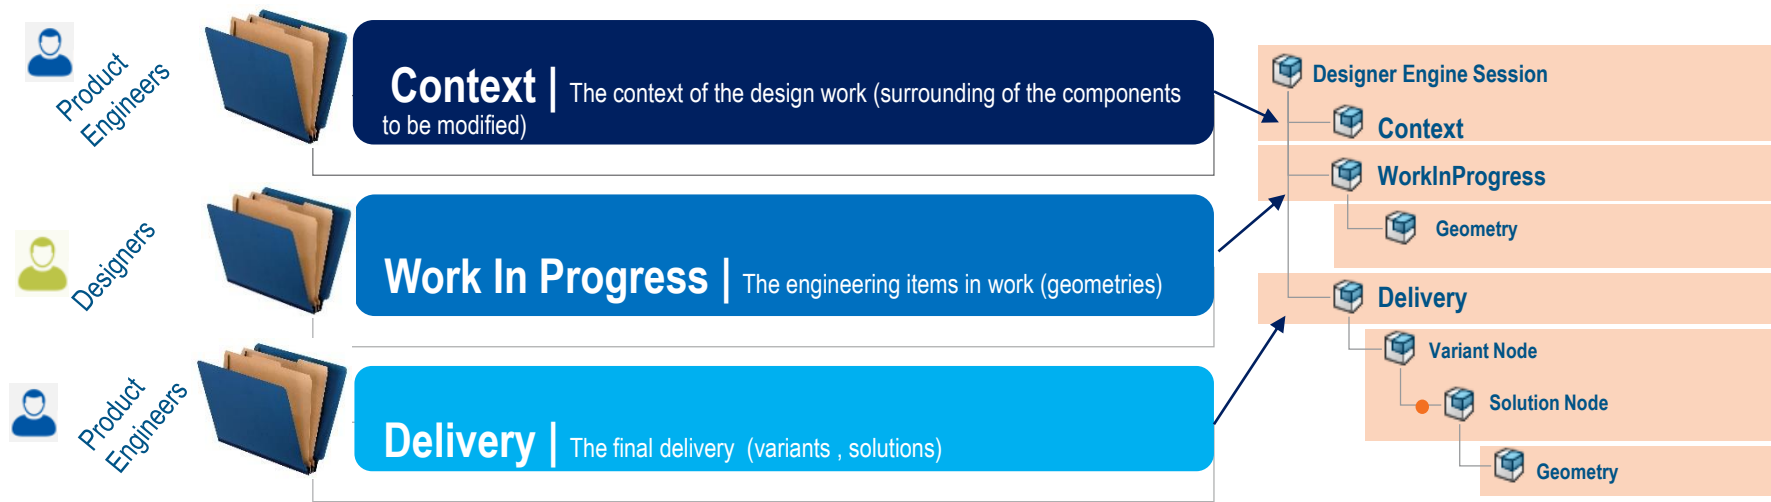 Product
Engineers
Context | The context of the design work (surrounding of the components
to be modified)
Designers
Work In Progress | The engineering items in work (geometries)
Product
Engineers
Delivery | The final delivery (variants , solutions)
Designer Engine Session
Context
WorkInProgress
Geometry
Delivery
Variant Node
Solution Node
Geometry